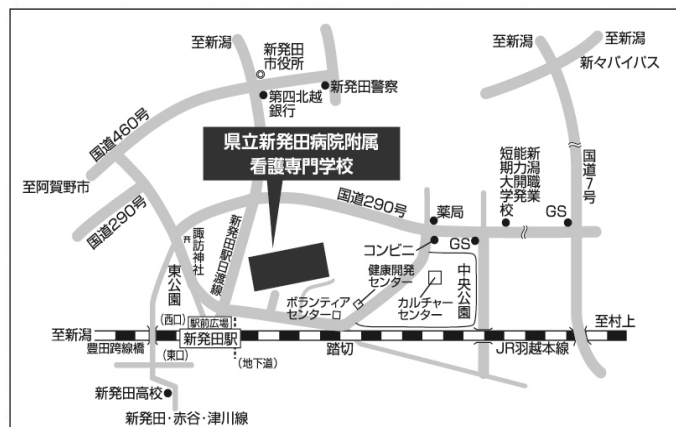 至新潟
新発田
市役所
第四北越
銀行
新発田警察
至新潟
至新潟
新々バイパス
国道460号
県立新発田病院附属
看護専門学校
至阿賀野市
国道290号
諏訪神社
新発田駅日渡線
国道290号
薬局
コンビニ
GS
新潟職業
能力開発
短期大学校
GS
国道7号
東公園
健康開発
センター
カルチャー
センター
中央公園
ボランティア
センターロ
至新潟
豊田跨線橋
(西口)
駅前広場
新発田駅
(東口)
(地下道)
踏切
JR羽越本線
至村上
新発田高校
新発田・赤谷・津川線